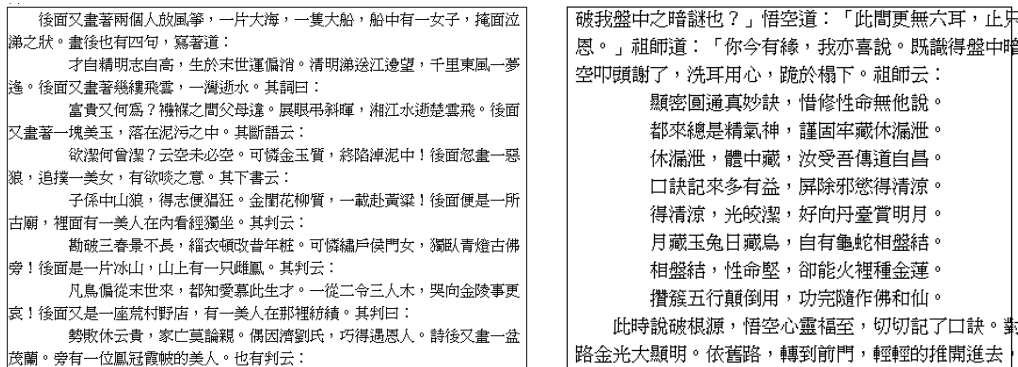 後面又畫著兩個人放風箏，一片大海，一隻大船，船中有一女子，掩面泣
涕之狀。畫後也有四句，寫著道：
才自精明志自高，生於末世運偏消。清明涕送江邊望，千里東風一夢
遙。後面又畫著幾縷飛雲，一灣逝水。其詞曰：
富貴又何為？襁褓之間父母違。展眼弔斜暉，湘江水逝楚雲飛。後面
又畫著一塊美玉，落在泥污之中。其斷語云：
欲潔何曾潔？云空未必空。可憐金玉質，終陷淖泥中！後面忽畫一惡
狼，追撲一美女，有欲啖之意。其下書云：
子係中山狼，得志便猖狂。金閨花柳質，一載赴黃粱！後面便是一所
古廟，裡面有一美人在內看經獨坐。其判云：
勘破三春景不長，緇衣頓改昔年粧。可憐繡戶侯門女，獨臥青燈古佛
旁！後面是一片冰山，山上有一只雌鳳。其判云：
凡鳥偏從末世來，都知愛慕此生才。一從二令三人木，哭向金陵事更
哀！後面又是一座荒村野店，有一美人在那裡紡績。其判曰：
勢敗休云貴，家亡莫論親。偶因濟劉氏，巧得遇恩人。詩後又畫一盆
茂蘭。旁有一位鳳冠霞帔的美人。也有判云：
破我盤中之暗謎也？」悟空道：「此間更無六耳，止只
恩。」祖師道：「你今有緣，我亦喜說。既識得盤中暗
空叩頭謝了，洗耳用心，跪於榻下。祖師云：
顯密圓通真妙訣，惜修性命無他說。
都來總是精氣神，謹固牢藏休漏泄。
休漏泄，體中藏，汝受吾傳道自昌。
口訣記來多有益，屏除邪慾得清涼。
得清涼，光皎潔，好向丹臺賞明月。
月藏玉兔日藏烏，自有龜蛇相盤結。
相盤結，性命堅，卻能火裡種金蓮。
攢簇五行顛倒用，功完隨作佛和仙。
此時說破根源，悟空心靈福至，切切記了口訣。對
路金光大顯明。依舊路，轉到前門，輕輕的推開進去，